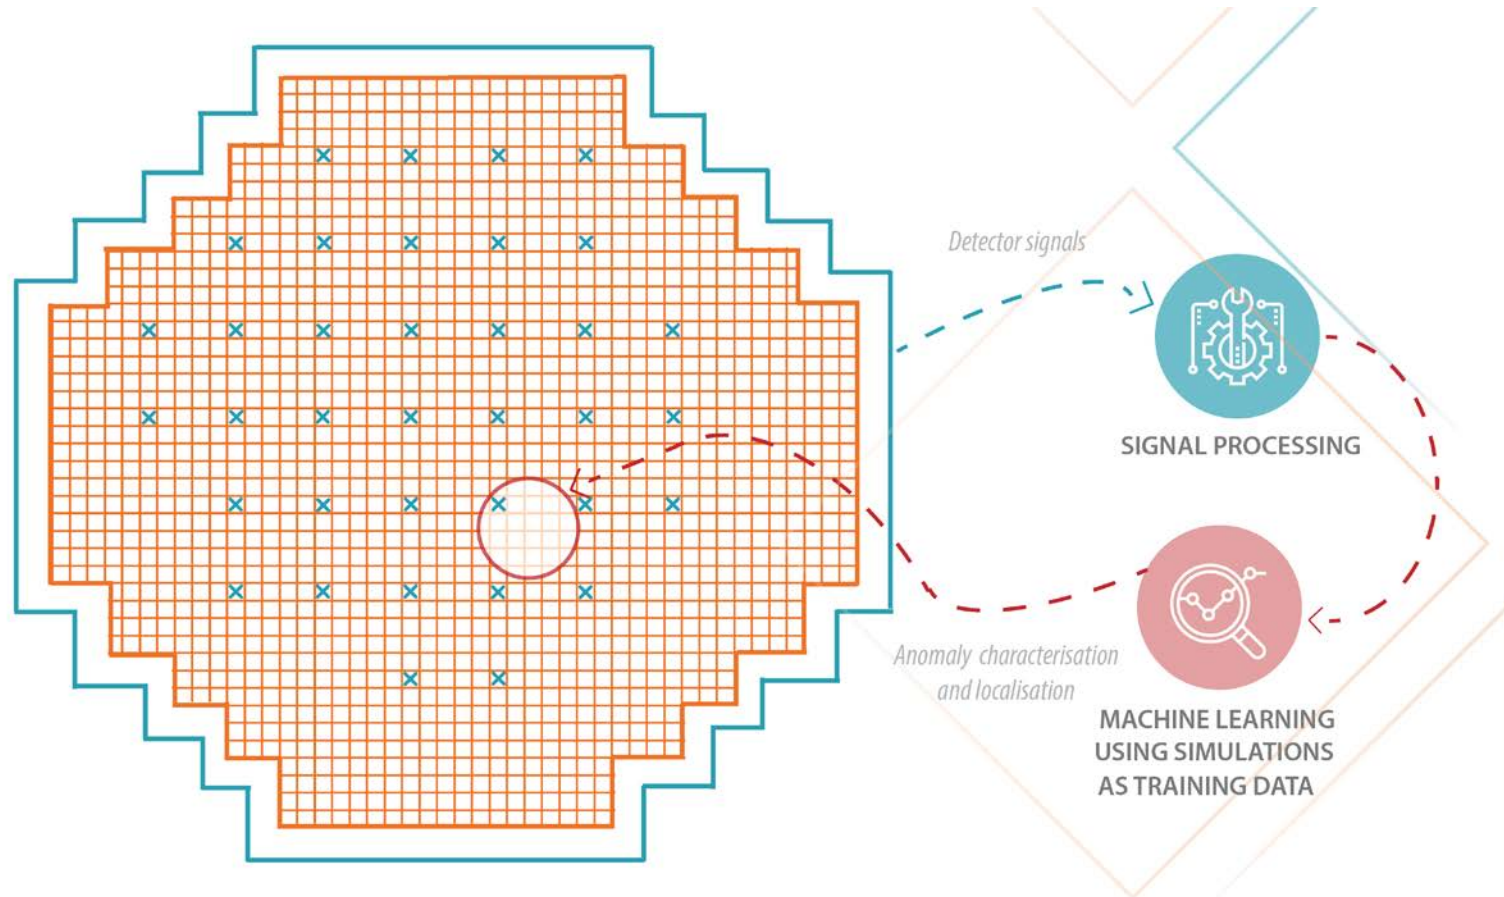 Detector signals
SIGNAL PROCESSING
Anomaly characterisation
and localisation
MACHINE LEARNING
USING SIMULATIONS
AS TRAINING DATA